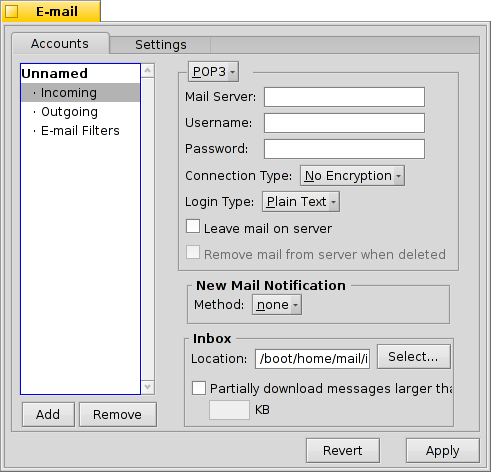 E-mail
Accounts
Settings
Unnamed
· Incoming
· Outgoing
· E-mail Filters
Add
Remove
POP3
Mail Server:
Username:
Password:
Connection Type: No Encryption
Login Type: Plain Text
Leave mail on server
Remove mail from server when deleted
New Mail Notification
Method: none
Inbox
Location: /boot/home/mail/i Select...
Partially download messages larger tha
KB
Revert
Apply